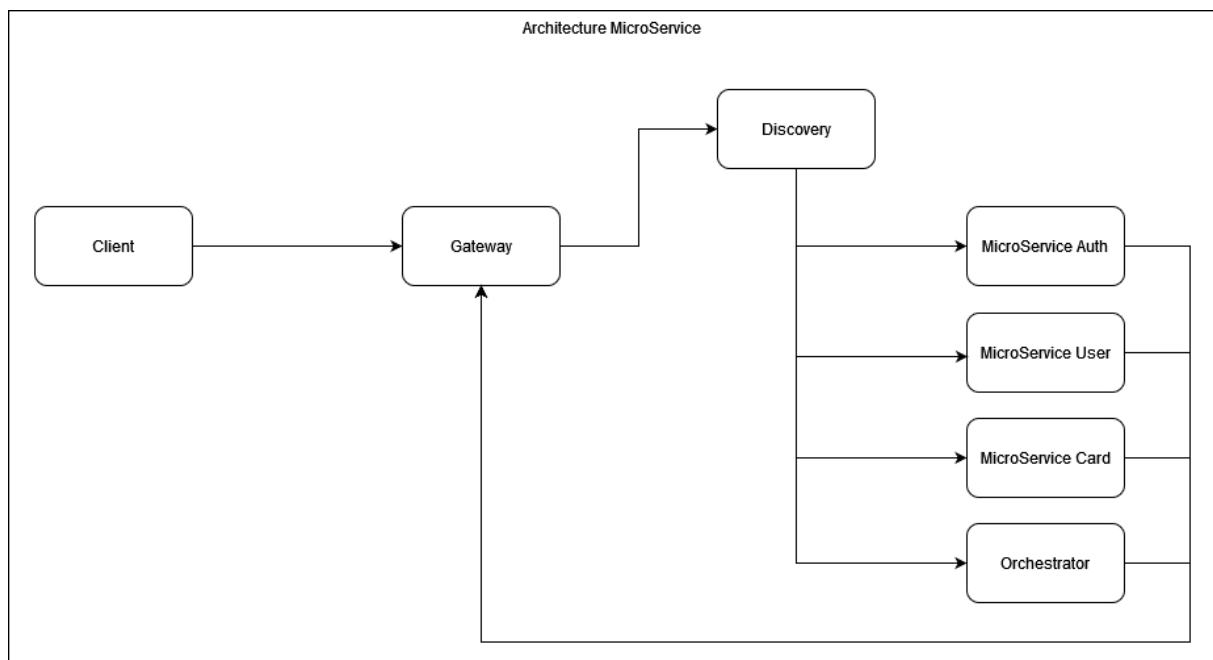 Architecture MicroService
Discovery
Client
Gateway
MicroService Auth
MicroService User
MicroService Card
Orchestrator